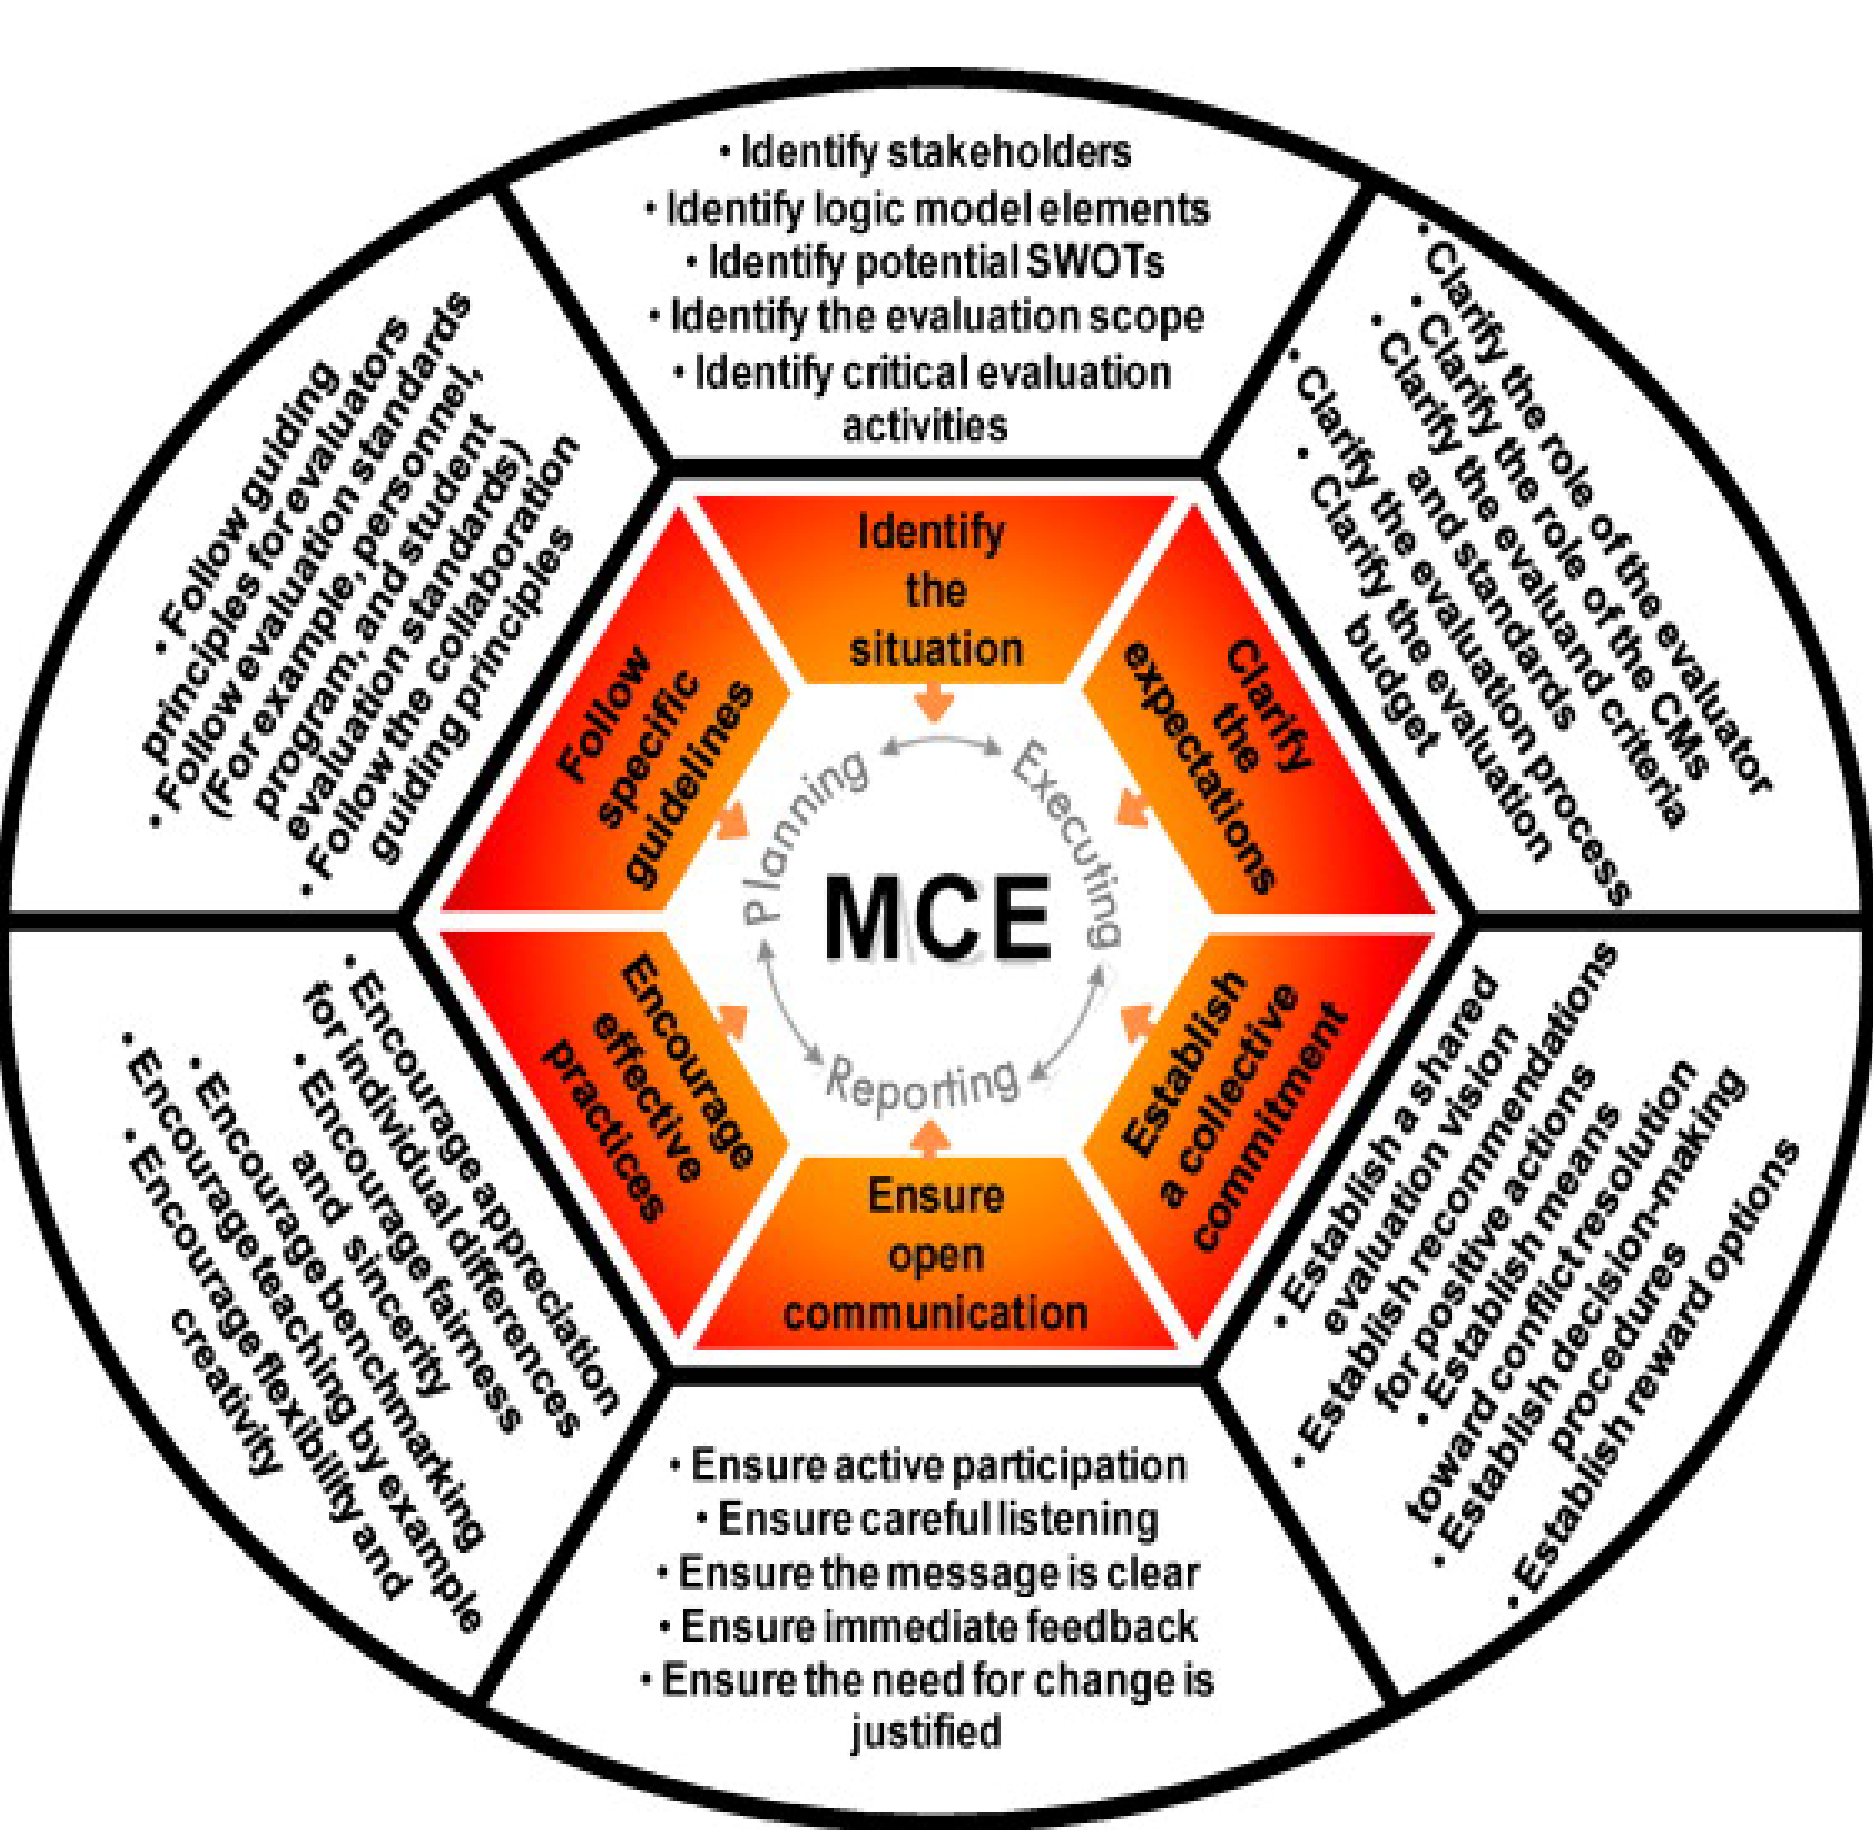 • Identify stakeholders
• Identify logic model elements
• Identify potential SWOTs
• Identify the evaluation scope
• Identify critical evaluation
activities
• Clarify the role of the evaluator
• Clarify the role of the CMs
• Clarify the evaluand criteria
and standards
• Clarify the evaluation process
• Clarify the evaluation
budget
• Establish a shared
evaluation vision
• Establish recommendations
for positive actions
• Establish means
toward conflict resolution
• Establish decision-making
procedures
• Establish reward options
• Ensure active participation
• Ensure careful listening
• Ensure the message is clear
• Ensure immediate feedback
• Ensure the need for change is
justified
• Encourage appreciation
for individual differences
• Encourage fairness
and sincerity
• Encourage benchmarking
• Encourage teaching by example
• Encourage flexibility and
creativity
• Follow guiding
principles for evaluators
• Follow evaluation standards
(For example, personnel,
program, and student
evaluation standards)
• Follow the collaboration
guiding principles
Identify
the
situation
Clarify
the
expectations
Establish
a collective
commitment
Ensure
open
communication
Encourage
effective
practices
Follow
specific
guidelines
Planning
Executing
Reporting
MCE